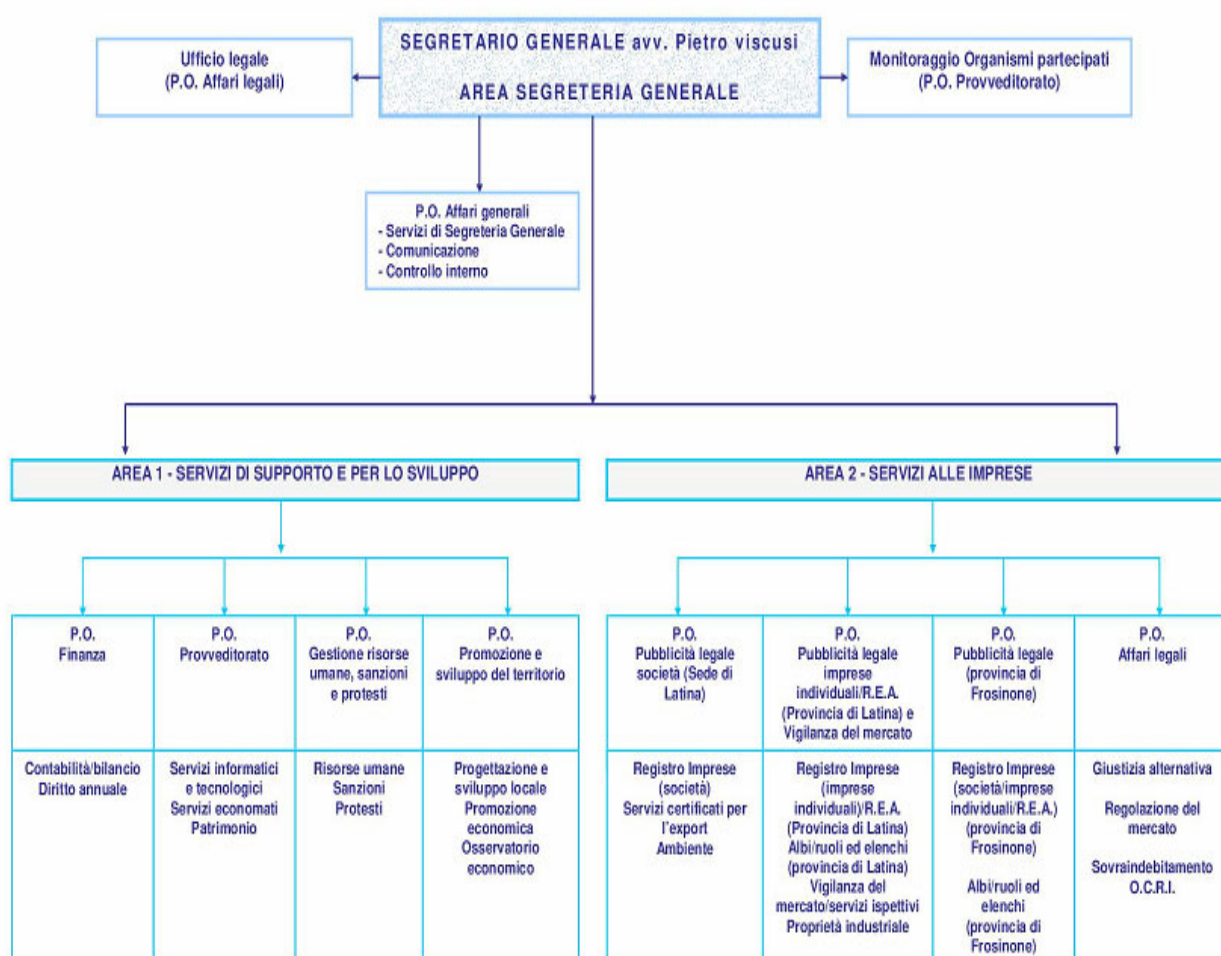 SEGRETARIO GENERALE avv. Pietro viscusi
AREA SEGRETERIA GENERALE
Ufficio legale
(P.O. Affari legali)
Monitoraggio Organismi partecipati
(P.O. Provveditorato)
P.O. Affari generali
- Servizi di Segreteria Generale
- Comunicazione
- Controllo interno
AREA 1 - SERVIZI DI SUPPORTO E PER LO SVILUPPO
AREA 2 - SERVIZI ALLE IMPRESE
P.O.
Finanza
P.O.
Provveditorato
P.O.
Gestione risorse
umane, sanzioni
e protesti
P.O.
Promozione e
sviluppo del territorio
P.O.
Pubblicità legale
società (Sede di
Latina)
P.O.
Pubblicità legale
imprese
individuali/R.E.A.
(Provincia di Latina) e
Vigilanza del mercato
P.O.
Pubblicità legale
(provincia di
Frosinone)
P.O.
Affari legali
Contabilità/bilancio
Diritto annuale
Servizi informatici
e tecnologici
Servizi economati
Patrimonio
Risorse umane
Sanzioni
Protesti
Progettazione e
sviluppo locale
Promozione
economica
Osservatorio
economico
Registro Imprese
(società)
Servizi certificati per
l'export
Ambiente
Registro Imprese
(imprese
individuali)/R.E.A.
(Provincia di Latina)
Albi/ruoli ed elenchi
(provincia di Latina)
Vigilanza del
mercato/servizi ispettivi
Proprietà industriale
Registro Imprese
(società/imprese
individuali/R.E.A.)
(provincia di
Frosinone)
Albi/ruoli ed
elenchi
(provincia di
Frosinone)
Giustizia alternativa
Regolazione del
mercato
Sovraindebitamento
O.C.R.I.